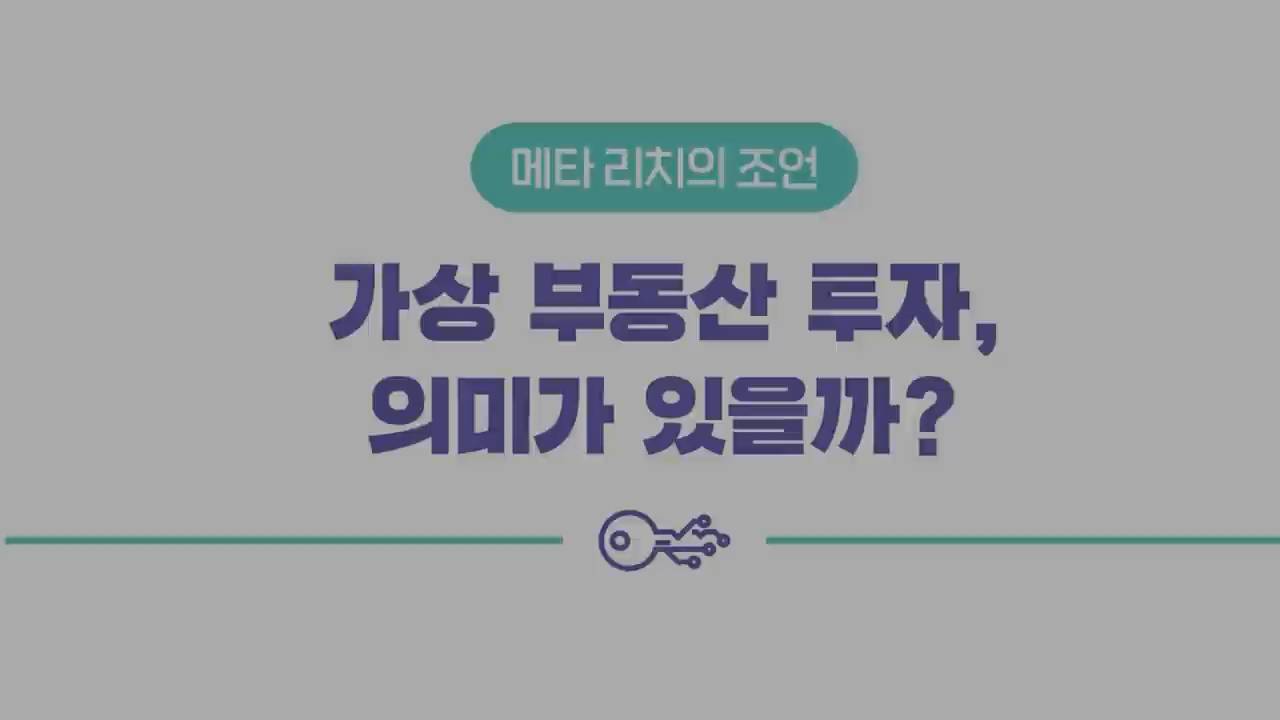 메타 리치의 조언
가상 부동산 투자,
의미가 있을까?